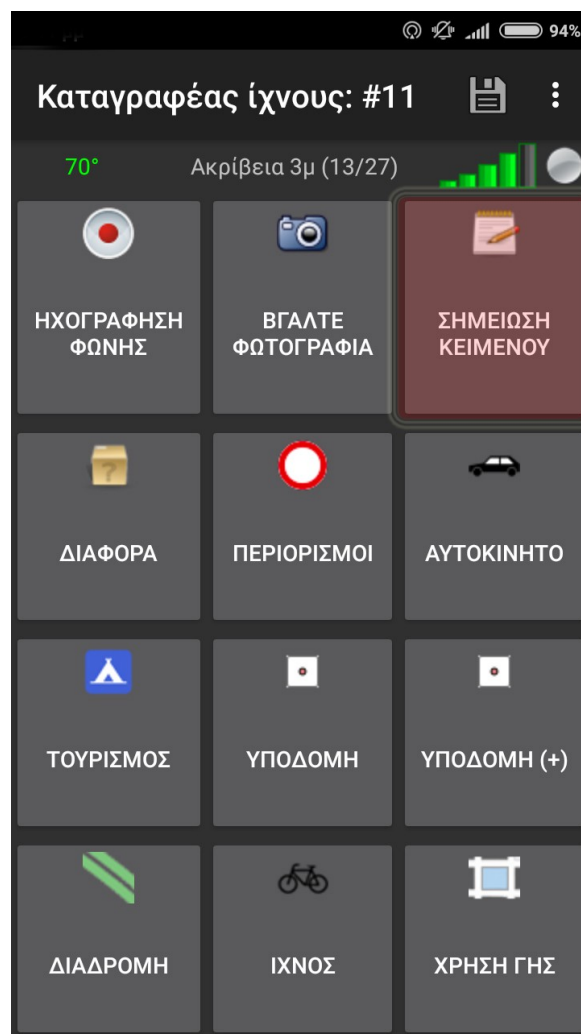 94%
Καταγραφέας ίχνους: #11
70° Ακρίβεια 3μ (13/27)
ΗΧΟΓΡΑΦΗΣΗ
ΦΩΝΗΣ
ΒΓΑΛΤΕ
ΦΩΤΟΓΡΑΦΙΑ
ΣΗΜΕΙΩΣΗ
ΚΕΙΜΕΝΟΥ
ΔΙΑΦΟΡΑ
ΠΕΡΙΟΡΙΣΜΟΙ
ΑΥΤΟΚΙΝΗΤΟ
ΤΟΥΡΙΣΜΟΣ
ΥΠΟΔΟΜΗ
ΥΠΟΔΟΜΗ (+)
ΔΙΑΔΡΟΜΗ
ΙΧΝΟΣ
ΧΡΗΣΗ ΓΗΣ